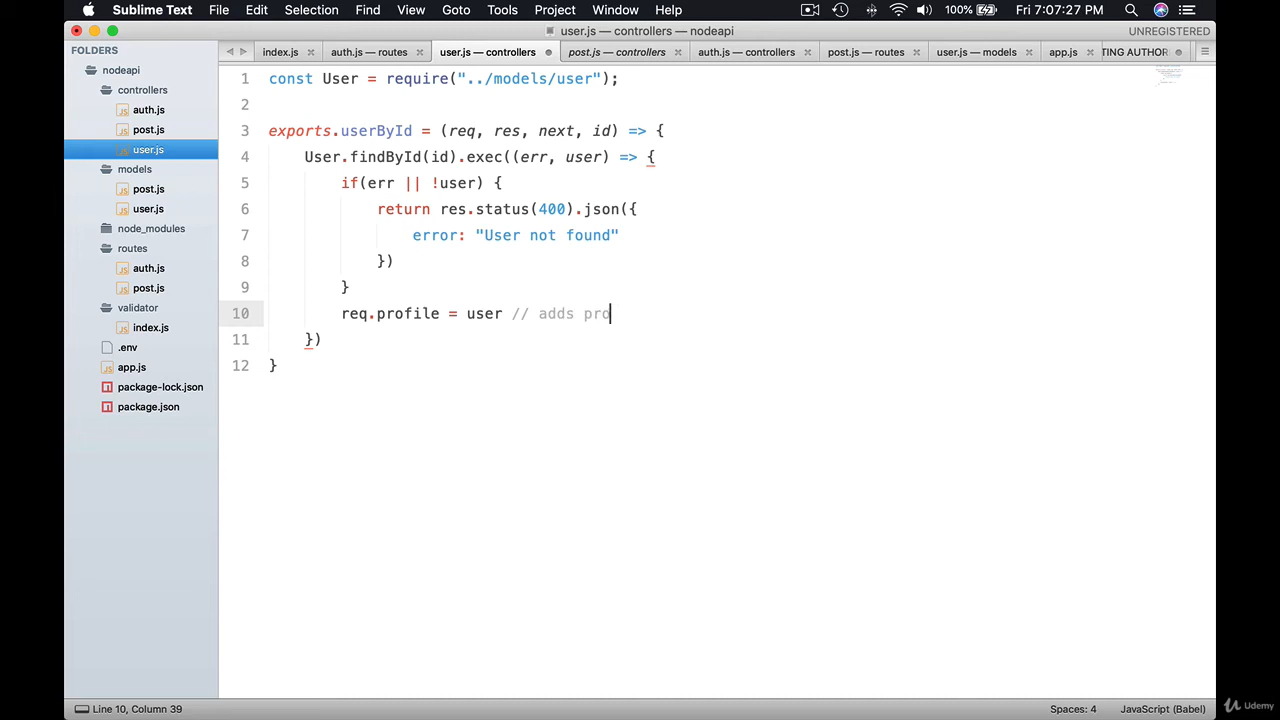 Sublime Text File Edit Selection Find View Goto Tools Project Window Help 100% Fri 7:07:27 PM
user.js — controllers — nodeapi UNREGISTERED
FOLDERS
nodeapi
controllers
auth.js
post.js
user.js
models
post.js
user.js
node_modules
routes
auth.js
post.js
validator
index.js
.env
app.js
package-lock.json
package.json
index.js auth.js — routes user.js — controllers post.js — controllers auth.js — controllers post.js — routes user.js — models app.js TING AUTHOR
1 const User = require("../models/user");
2
3 exports.userById = (req, res, next, id) => {
4 User.findById(id).exec((err, user) => {
5 if(err || !user) {
6 return res.status(400).json({
7 error: "User not found"
8 })
9 }
10 req.profile = user // adds pro
11 })
12 }
Line 10, Column 39 Spaces: 4 JavaScript (Babel)
Udemy